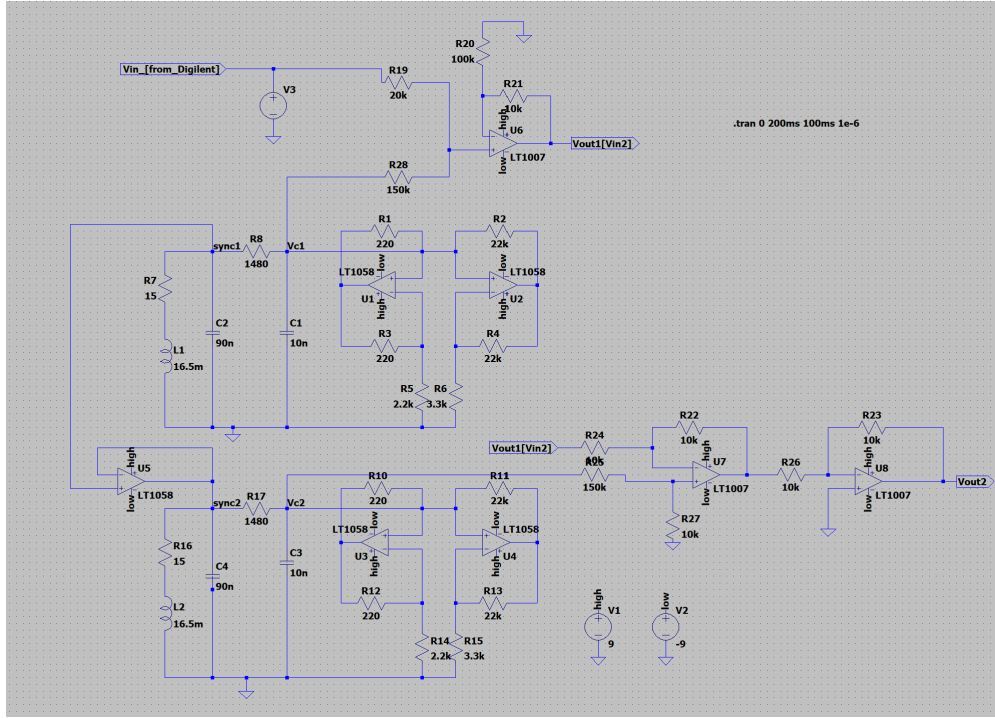 R20
100k
Vin_[from_Digilent]
R19
20k
V3
R21
10k
high
U6
.tran 0 200ms 100ms 1e-6
Vout1[Vin2]
low
LT1007
R28
150k
R1
220
R2
22k
sync1
R8
1480
Vc1
low
low
LT1058
LT1058
U1
high
U2
high
R7
15
C2
90n
C1
10n
R3
220
R4
22k
L1
16.5m
R5
2.2k
R6
3.3k
R22
10k
R23
10k
Vout1[Vin2]
R24
high
high
U5
LT1058
low
R10
220
R11
22k
R25
150k
U7
LT1007
low
R26
10k
high
U8
LT1007
low
Vout2
sync2
R17
1480
Vc2
low
low
LT1058
LT1058
U3
high
U4
high
R27
10k
R16
15
C4
90n
C3
10n
R12
220
R13
22k
L2
16.5m
R14
2.2k
R15
3.3k
high
V1
9
low
V2
-9